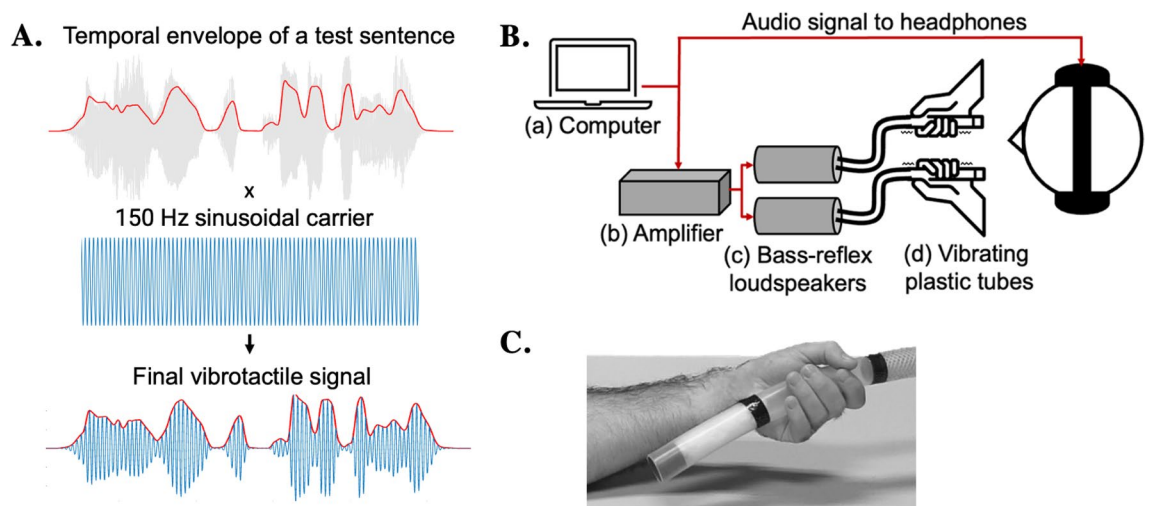 A.
Temporal envelope of a test sentence
x
150 Hz sinusoidal carrier
Final vibrotactile signal
B.
Audio signal to headphones
(a) Computer
(b) Amplifier
(c) Bass-reflex
loudspeakers
(d) Vibrating
plastic tubes
C.